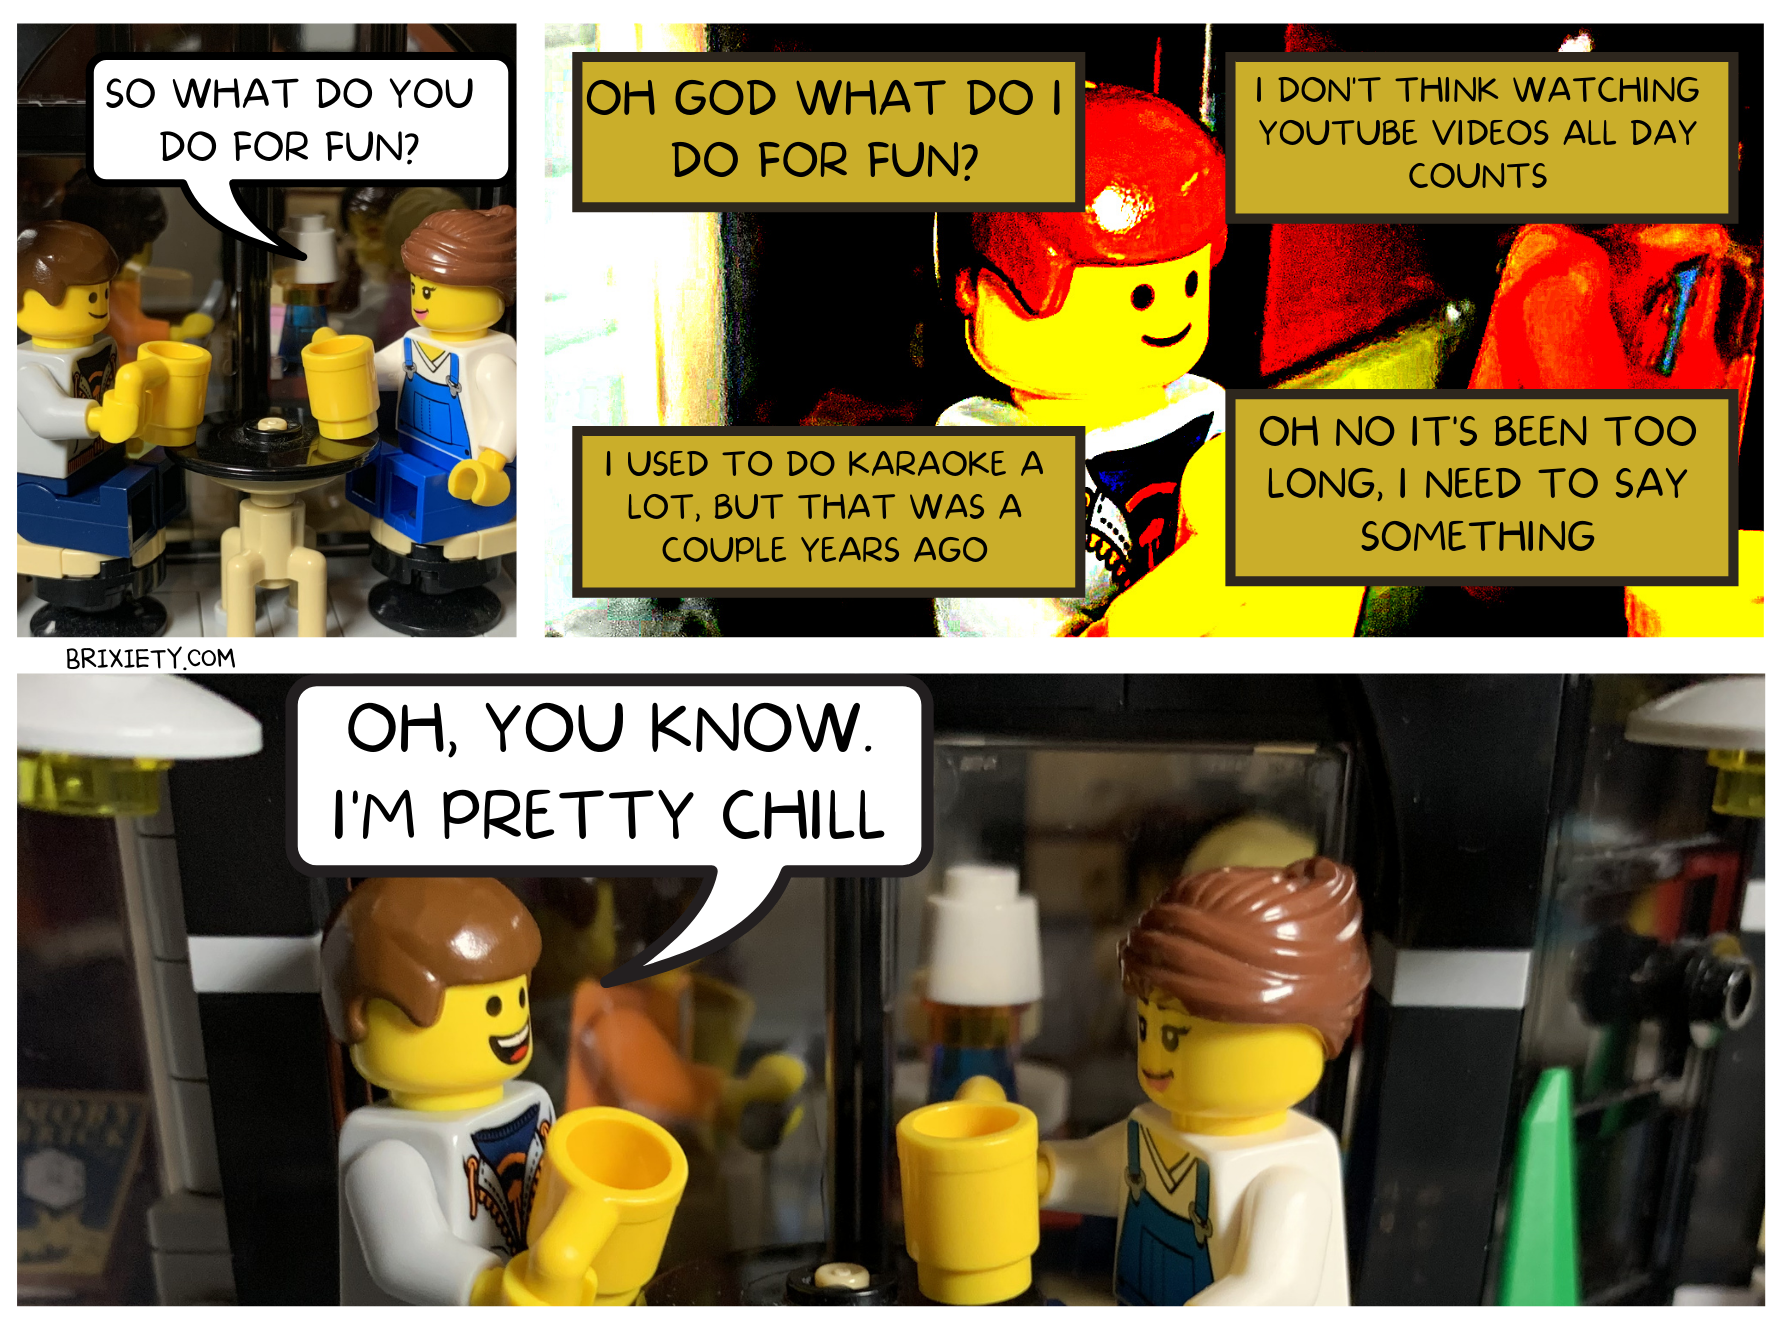 SO WHAT DO YOU
DO FOR FUN?
OH GOD WHAT DO I
DO FOR FUN?
I USED TO DO KARAOKE A
LOT, BUT THAT WAS A
COUPLE YEARS AGO
I DON'T THINK WATCHING
YOUTUBE VIDEOS ALL DAY
COUNTS
OH NO IT'S BEEN TOO
LONG, I NEED TO SAY
SOMETHING
BRIXIETY.COM
OH, YOU KNOW.
I'M PRETTY CHILL
MOBY
BRICK